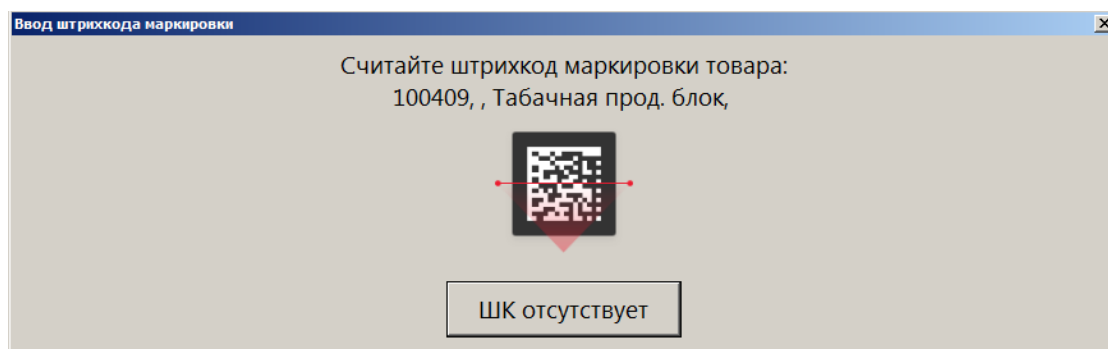 Ввод штрихкода маркировки
Считайте штрихкод маркировки товара:
100409, , Табачная прод. блок,
ШК отсутствует